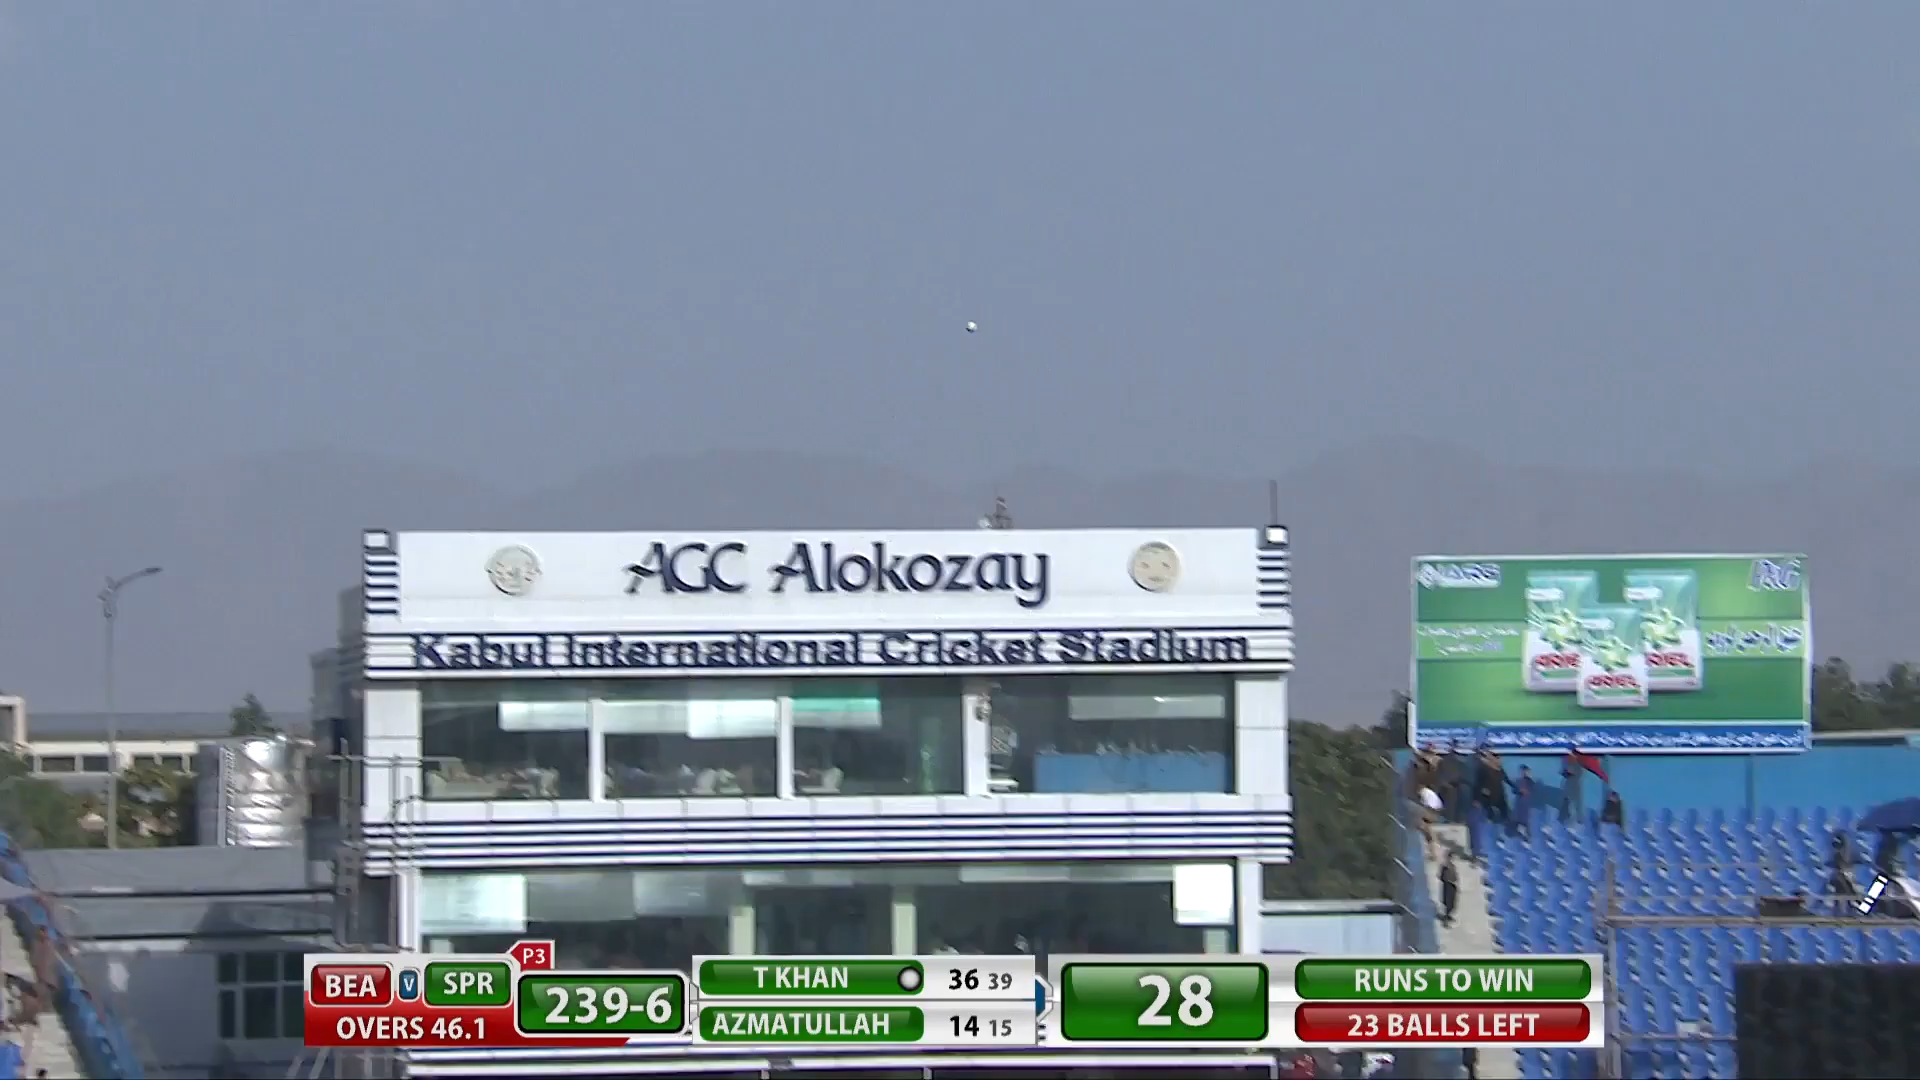 AGC Alokozay
Kabul International Cricket Stadium
ARIEL
BEA V SPR
P3
OVERS 46.1
239-6
T KHAN 36 39
AZMATULLAH 14 15
28
RUNS TO WIN
23 BALLS LEFT